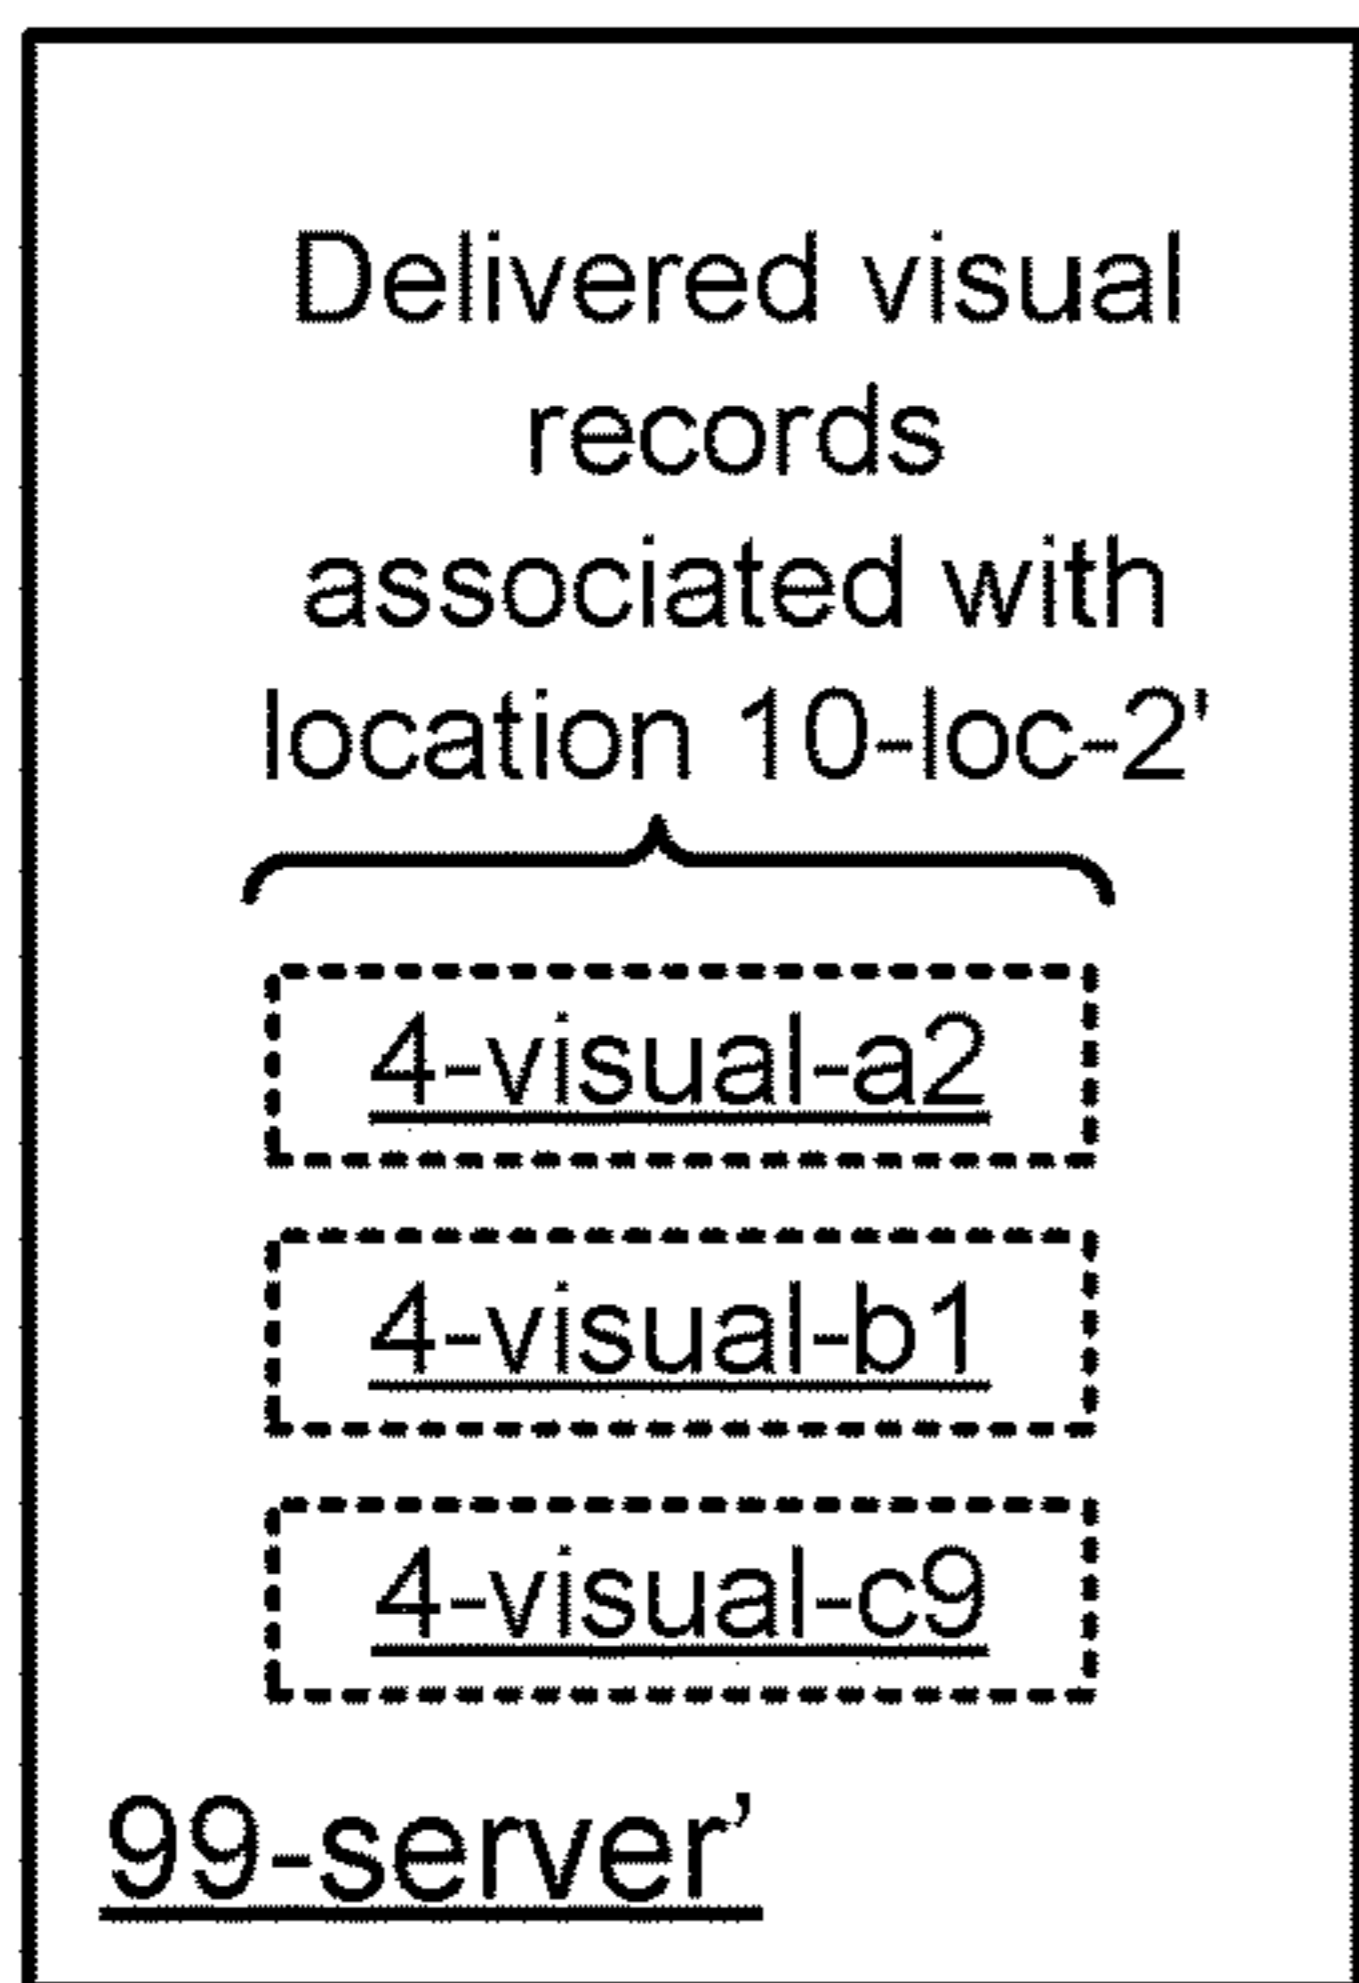 Delivered visual
records
associated with
location 10-loc-2'
4-visual-a2
4-visual-b1
4-visual-c9
99-server’